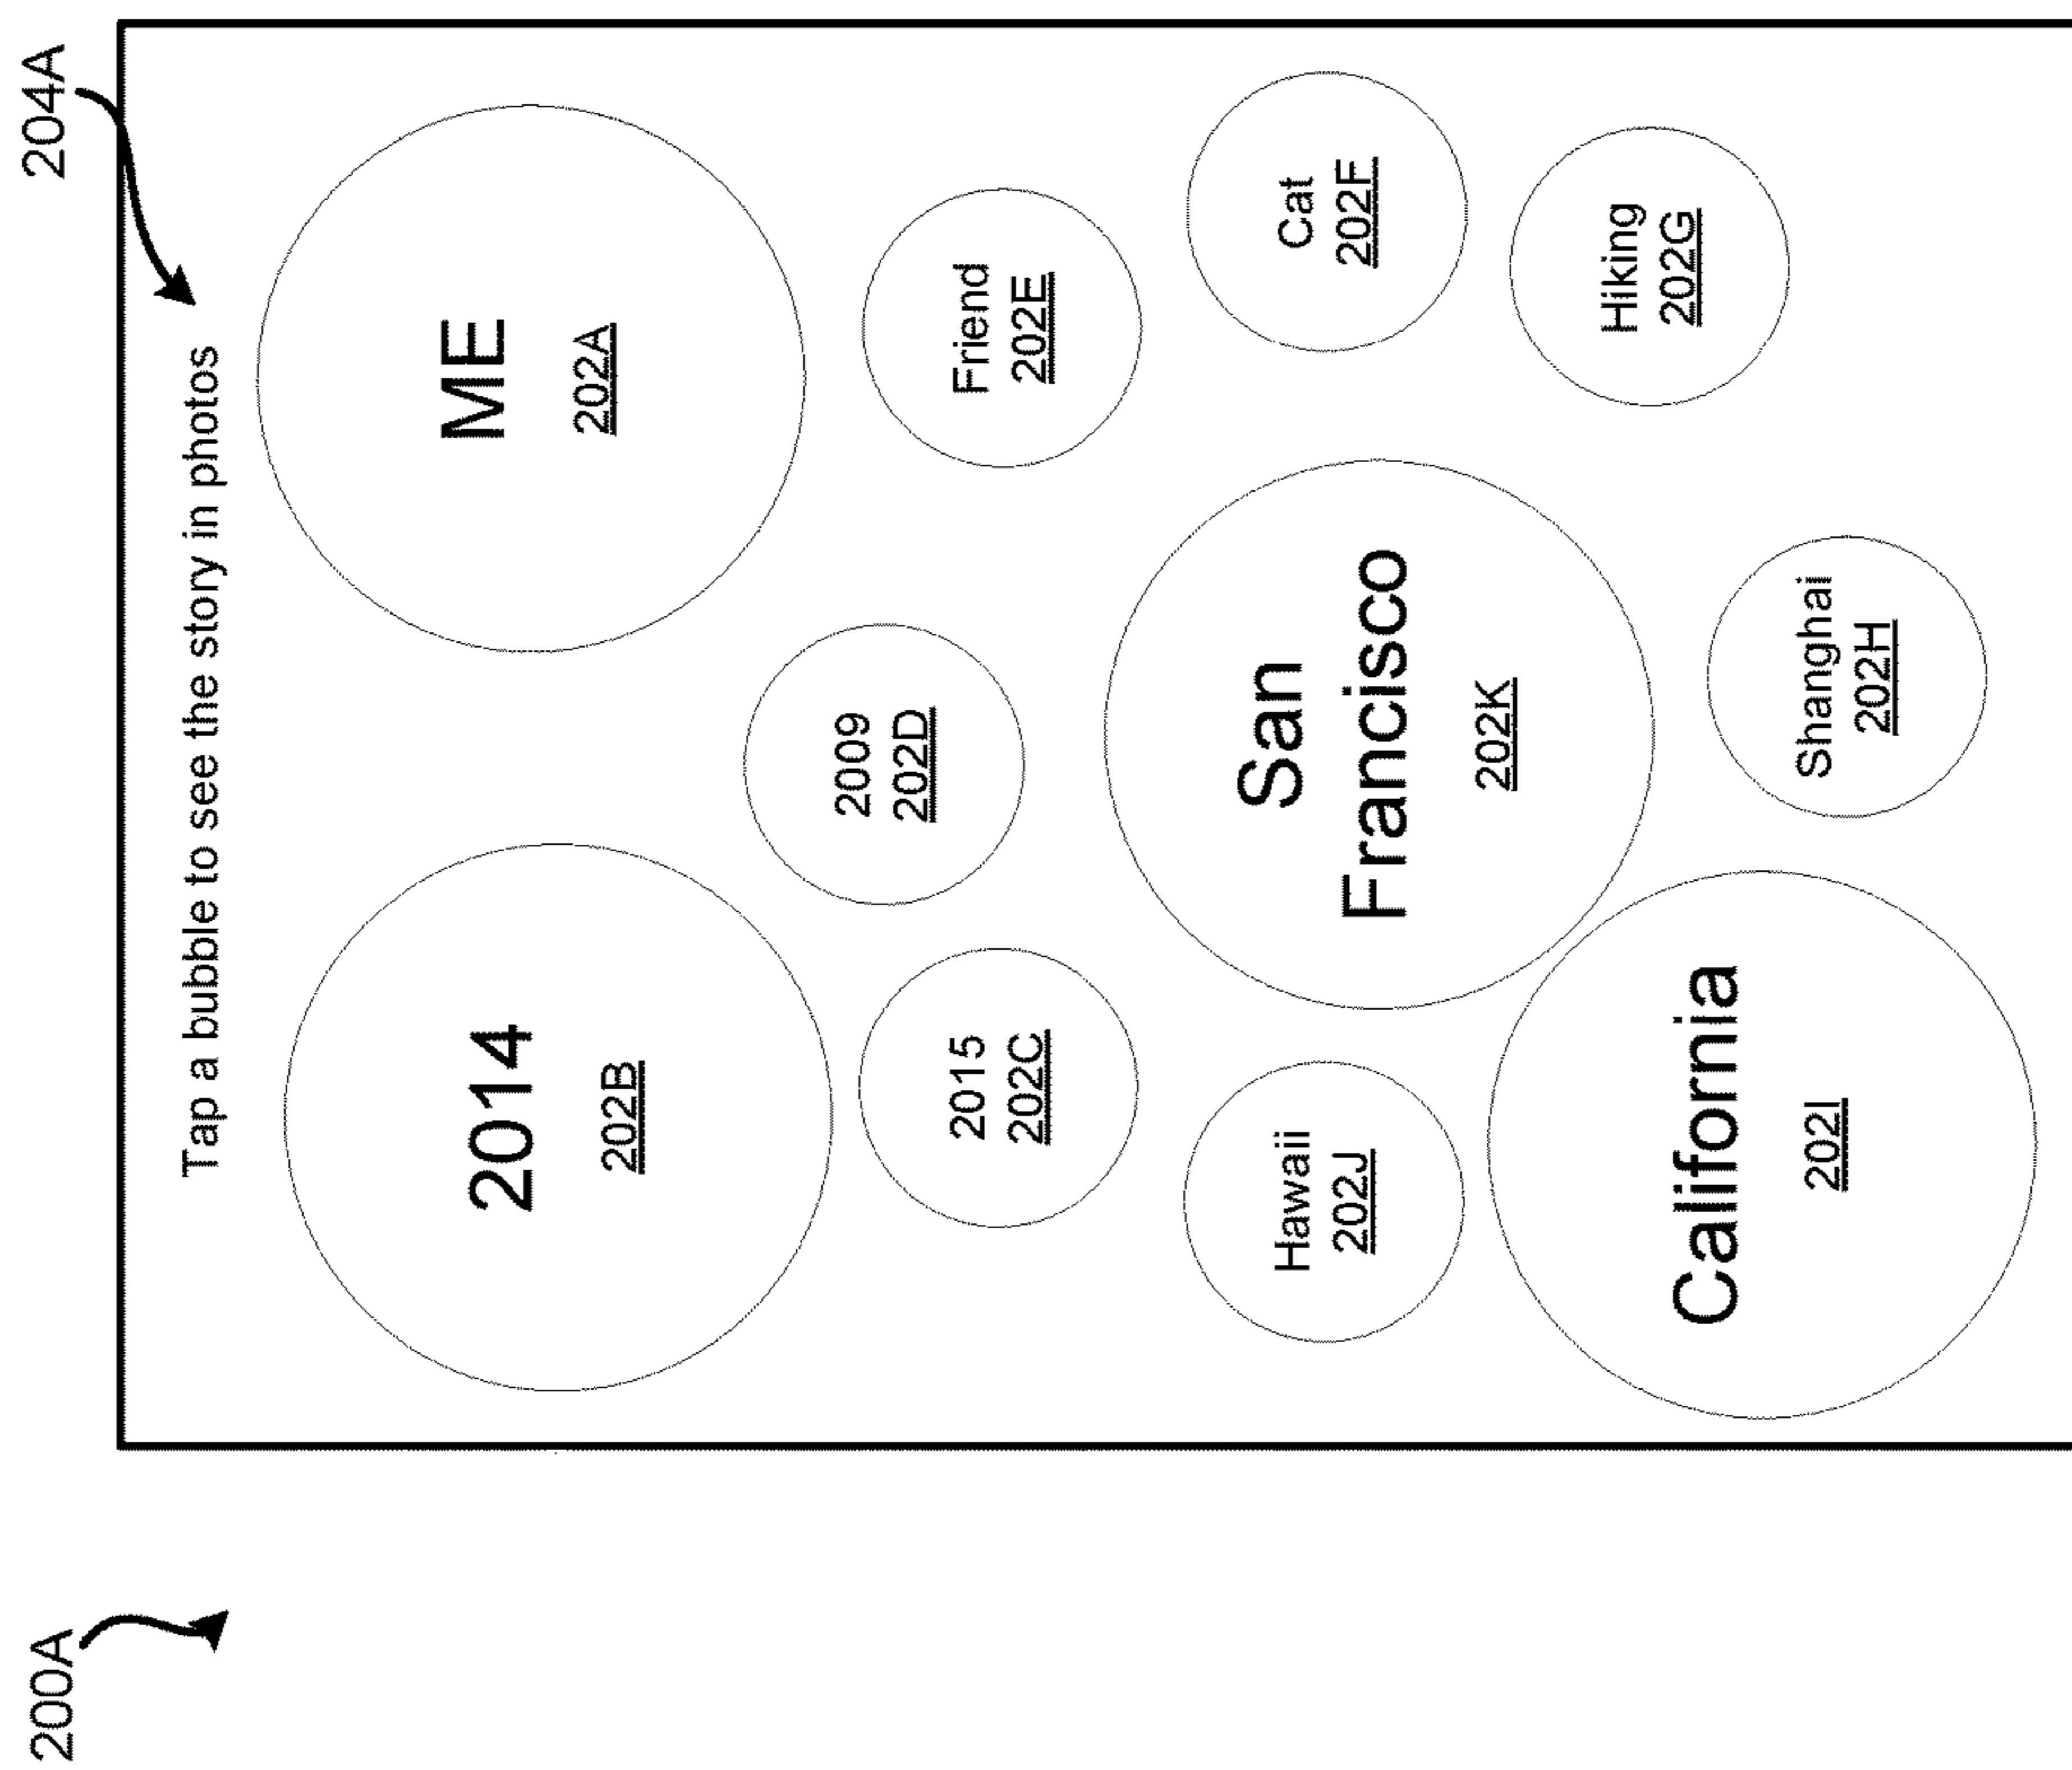 200A
204A
Tap a bubble to see the story in photos
2014
202B
ME
202A
2009
202D
2015
202C
Friend
202E
San
Francisco
202K
Hawaii
202J
Cat
202F
Hiking
202G
California
202I
Shanghai
202H